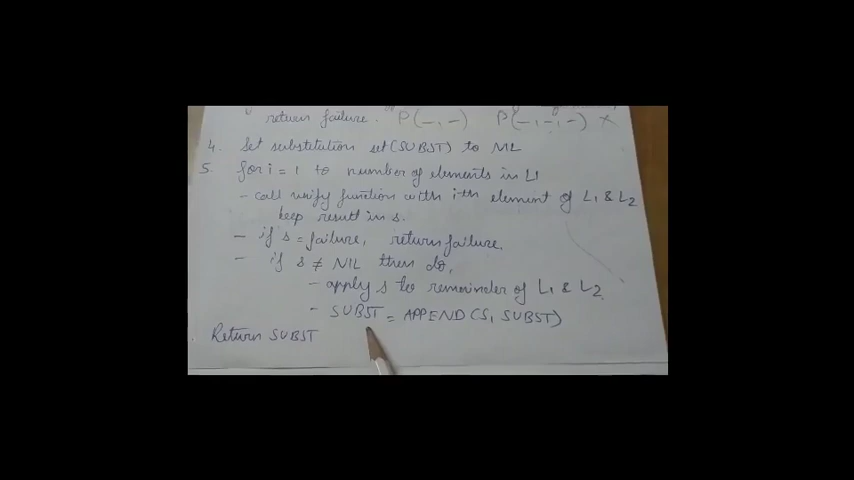 return failure. P(-,-) P(-,-,-) X
4. Set substitution set(SUBST) to NIL
5. for i = 1 to number of elements in L1
- call unify function with ith element of L1 & L2
keep result in s.
- if s = failure, return failure.
- if s ≠ NIL then do,
- apply s to remainder of L1 & L2
- SUBST = APPEND(S, SUBST)
. Return SUBST